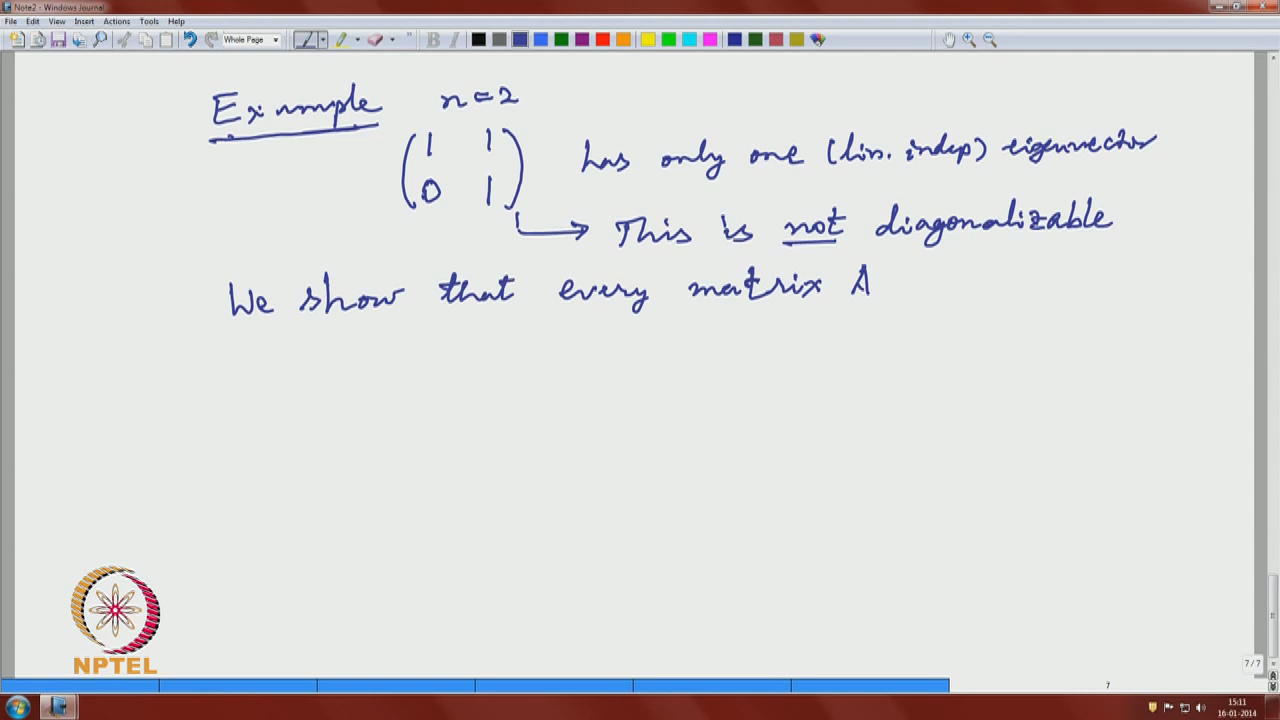 Note2 - Windows Journal
File Edit View Insert Actions Tools Help
Whole Page
B I
Example n=2
( 1 1 has only one (lin. indep) eigenvector
0 1 )
This is not diagonalizable
We show that every matrix A
NPTEL
7/7
7
15:11
16-01-2014